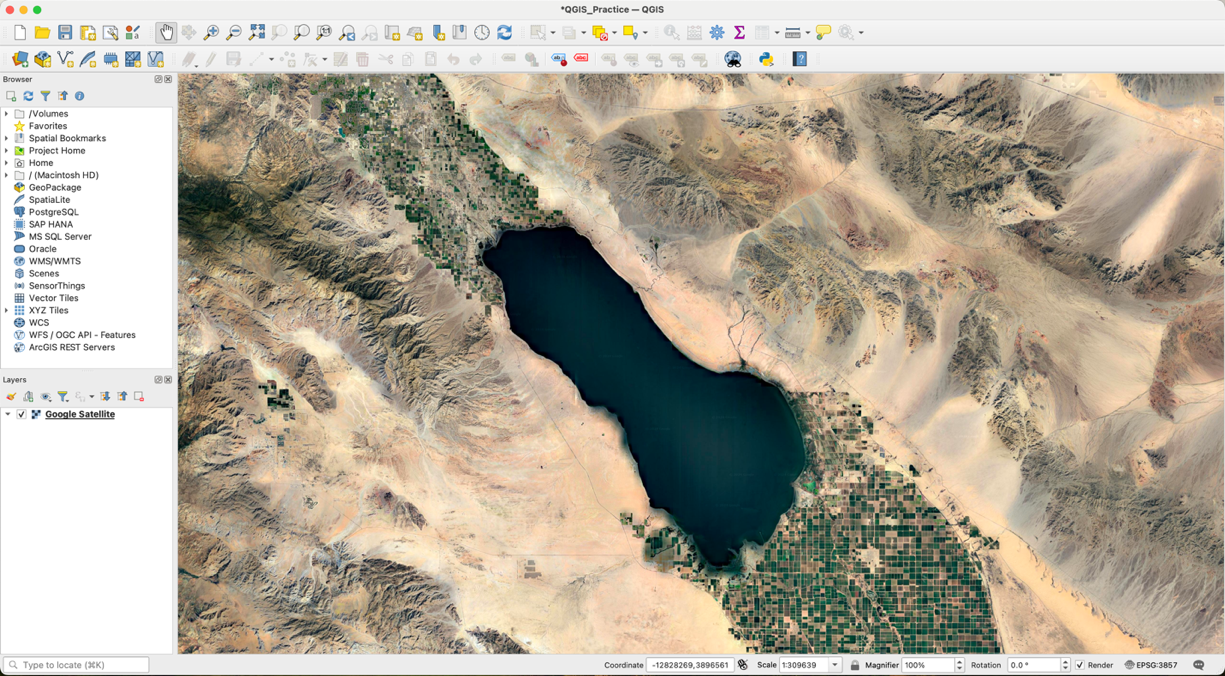 *QGIS_Practice — QGIS
Browser
/Volumes
Favorites
Spatial Bookmarks
Project Home
Home
/ (Macintosh HD)
GeoPackage
SpatiaLite
PostgreSQL
SAP HANA
MS SQL Server
Oracle
WMS/WMTS
Scenes
SensorThings
Vector Tiles
XYZ Tiles
WCS
WFS / OGC API - Features
ArcGIS REST Servers
Layers
Google Satellite
Type to locate (⌘K)
Coordinate -12828269,3896561 Scale 1:309639 Magnifier 100% Rotation 0.0 ° Render EPSG:3857